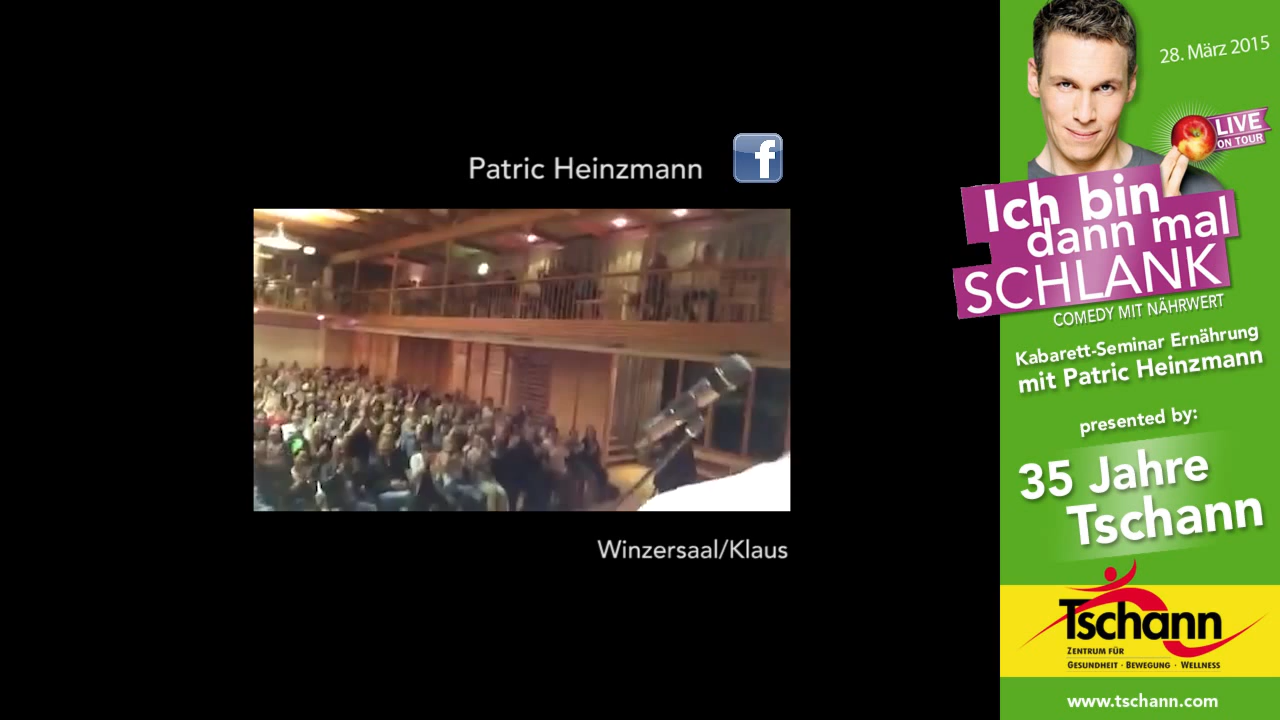 Patric Heinzmann
f
Winzersaal/Klaus
28. März 2015
LIVE
ON TOUR
Ich bin
dann mal
SCHLANK
COMEDY MIT NÄHRWERT
Kabarett-Seminar Ernährung
mit Patric Heinzmann
presented by:
35 Jahre
Tschann
Tschann
ZENTRUM FÜR
GESUNDHEIT · BEWEGUNG · WELLNESS
www.tschann.com